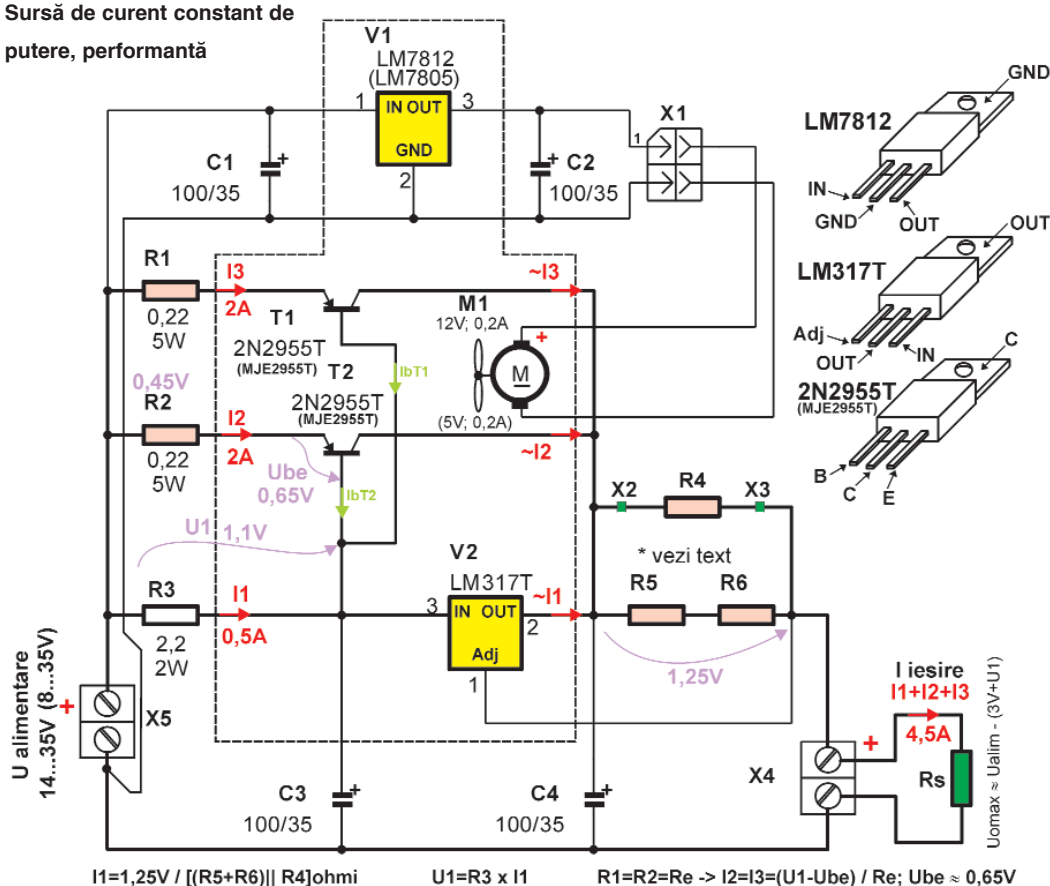 Sursă de curent constant de
putere, performantă
V1
LM7812
(LM7805)
1
IN OUT
3
GND
2
C1
+
100/35
+
C2
100/35
X1
1
LM7812
GND
IN
GND
OUT
LM317T
OUT
Adj
OUT
IN
2N2955T
(MJE2955T)
C
B
C
E
R1
0,22
5W
I3
2A
T1
2N2955T
(MJE2955T)
~I3
M1
12V; 0,2A
+
M
(5V; 0,2A)
IbT1
0,45V
R2
0,22
5W
I2
2A
T2
2N2955T
(MJE2955T)
~I2
Ube
0,65V
IbT2
U1
1,1V
R3
2,2
2W
I1
0,5A
V2
LM317T
3
IN OUT
2
Adj
1
~I1
X2
R4
X3
* vezi text
R5
R6
1,25V
U alimentare
14...35V (8...35V)
+
X5
C3
+
100/35
C4
+
100/35
X4
+
I iesire
I1+I2+I3
4,5A
Rs
Uomax ≈ Ualim - (3V+U1)
I1=1,25V / [(R5+R6)|| R4]ohmi
U1=R3 x I1
R1=R2=Re -> I2=I3=(U1-Ube) / Re; Ube ≈ 0,65V